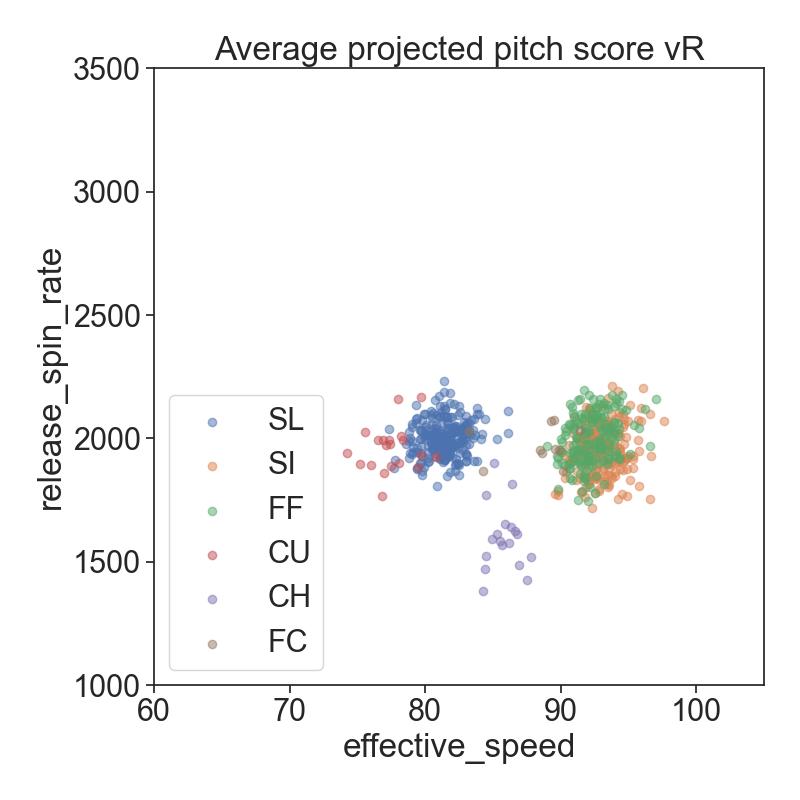 Average projected pitch score vR
release_spin_rate
3500
3000
2500
2000
1500
1000
SL
SI
FF
CU
CH
FC
60 70 80 90 100
effective_speed